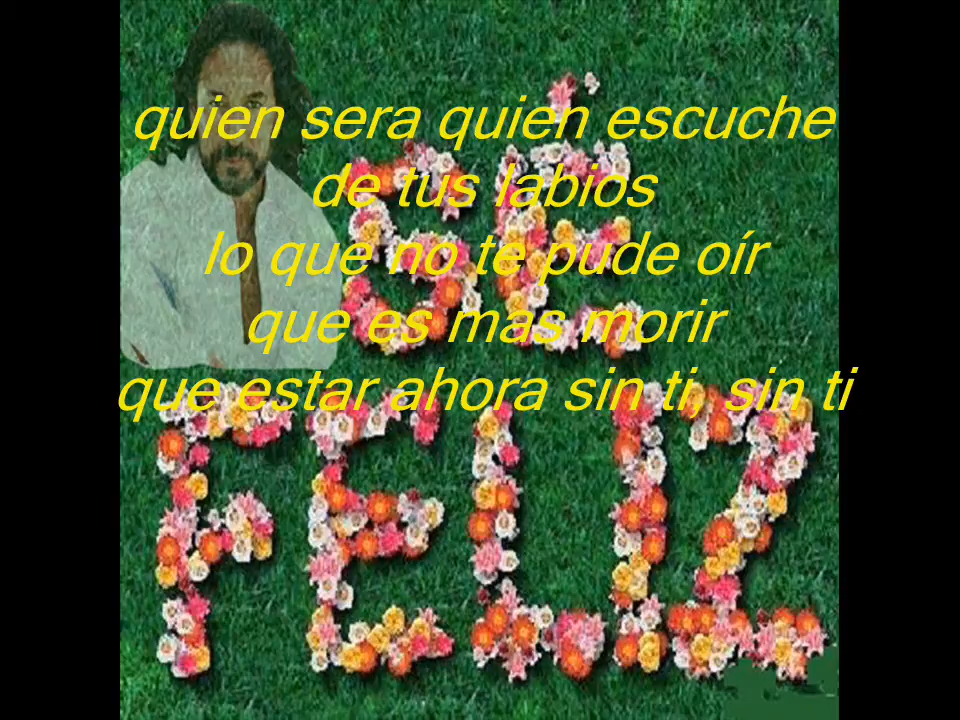 quien sera quien escuche
de tus labios
lo que no te pude oír
que es mas morir
que estar ahora sin ti, sin ti
SÉ
FELIZ